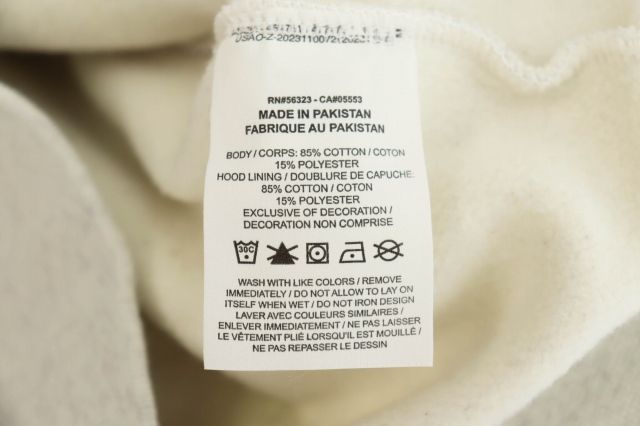 RN#56323 - CA#05553
MADE IN PAKISTAN
FABRIQUE AU PAKISTAN
BODY / CORPS: 85% COTTON / COTON
15% POLYESTER
HOOD LINING / DOUBLURE DE CAPUCHE:
85% COTTON / COTON
15% POLYESTER
EXCLUSIVE OF DECORATION /
DECORATION NON COMPRISE
30C
WASH WITH LIKE COLORS / REMOVE
IMMEDIATELY / DO NOT ALLOW TO LAY ON
ITSELF WHEN WET / DO NOT IRON DESIGN
LAVER AVEC COULEURS SIMILAIRES /
ENLEVER IMMEDIATEMENT / NE PAS LAISSER
LE VÊTEMENT PLIÉ LORSQU'IL EST MOUILLÉ /
NE PAS REPASSER LE DESSIN